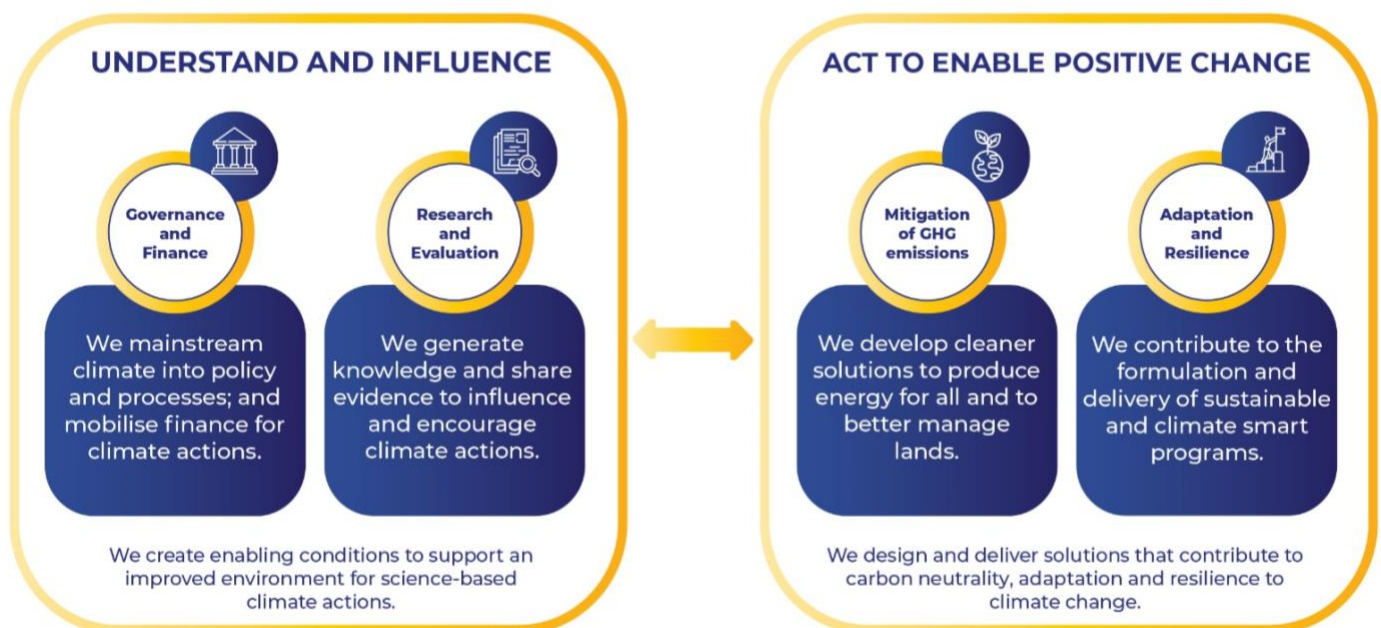 UNDERSTAND AND INFLUENCE
Governance
and
Finance
We mainstream
climate into policy
and processes; and
mobilise finance for
climate actions.
Research
and
Evaluation
We generate
knowledge and share
evidence to influence
and encourage
climate actions.
We create enabling conditions to support an
improved environment for science-based
climate actions.
ACT TO ENABLE POSITIVE CHANGE
Mitigation
of GHG
emissions
We develop cleaner
solutions to produce
energy for all and to
better manage
lands.
Adaptation
and
Resilience
We contribute to the
formulation and
delivery of sustainable
and climate smart
programs.
We design and deliver solutions that contribute to
carbon neutrality, adaptation and resilience to
climate change.